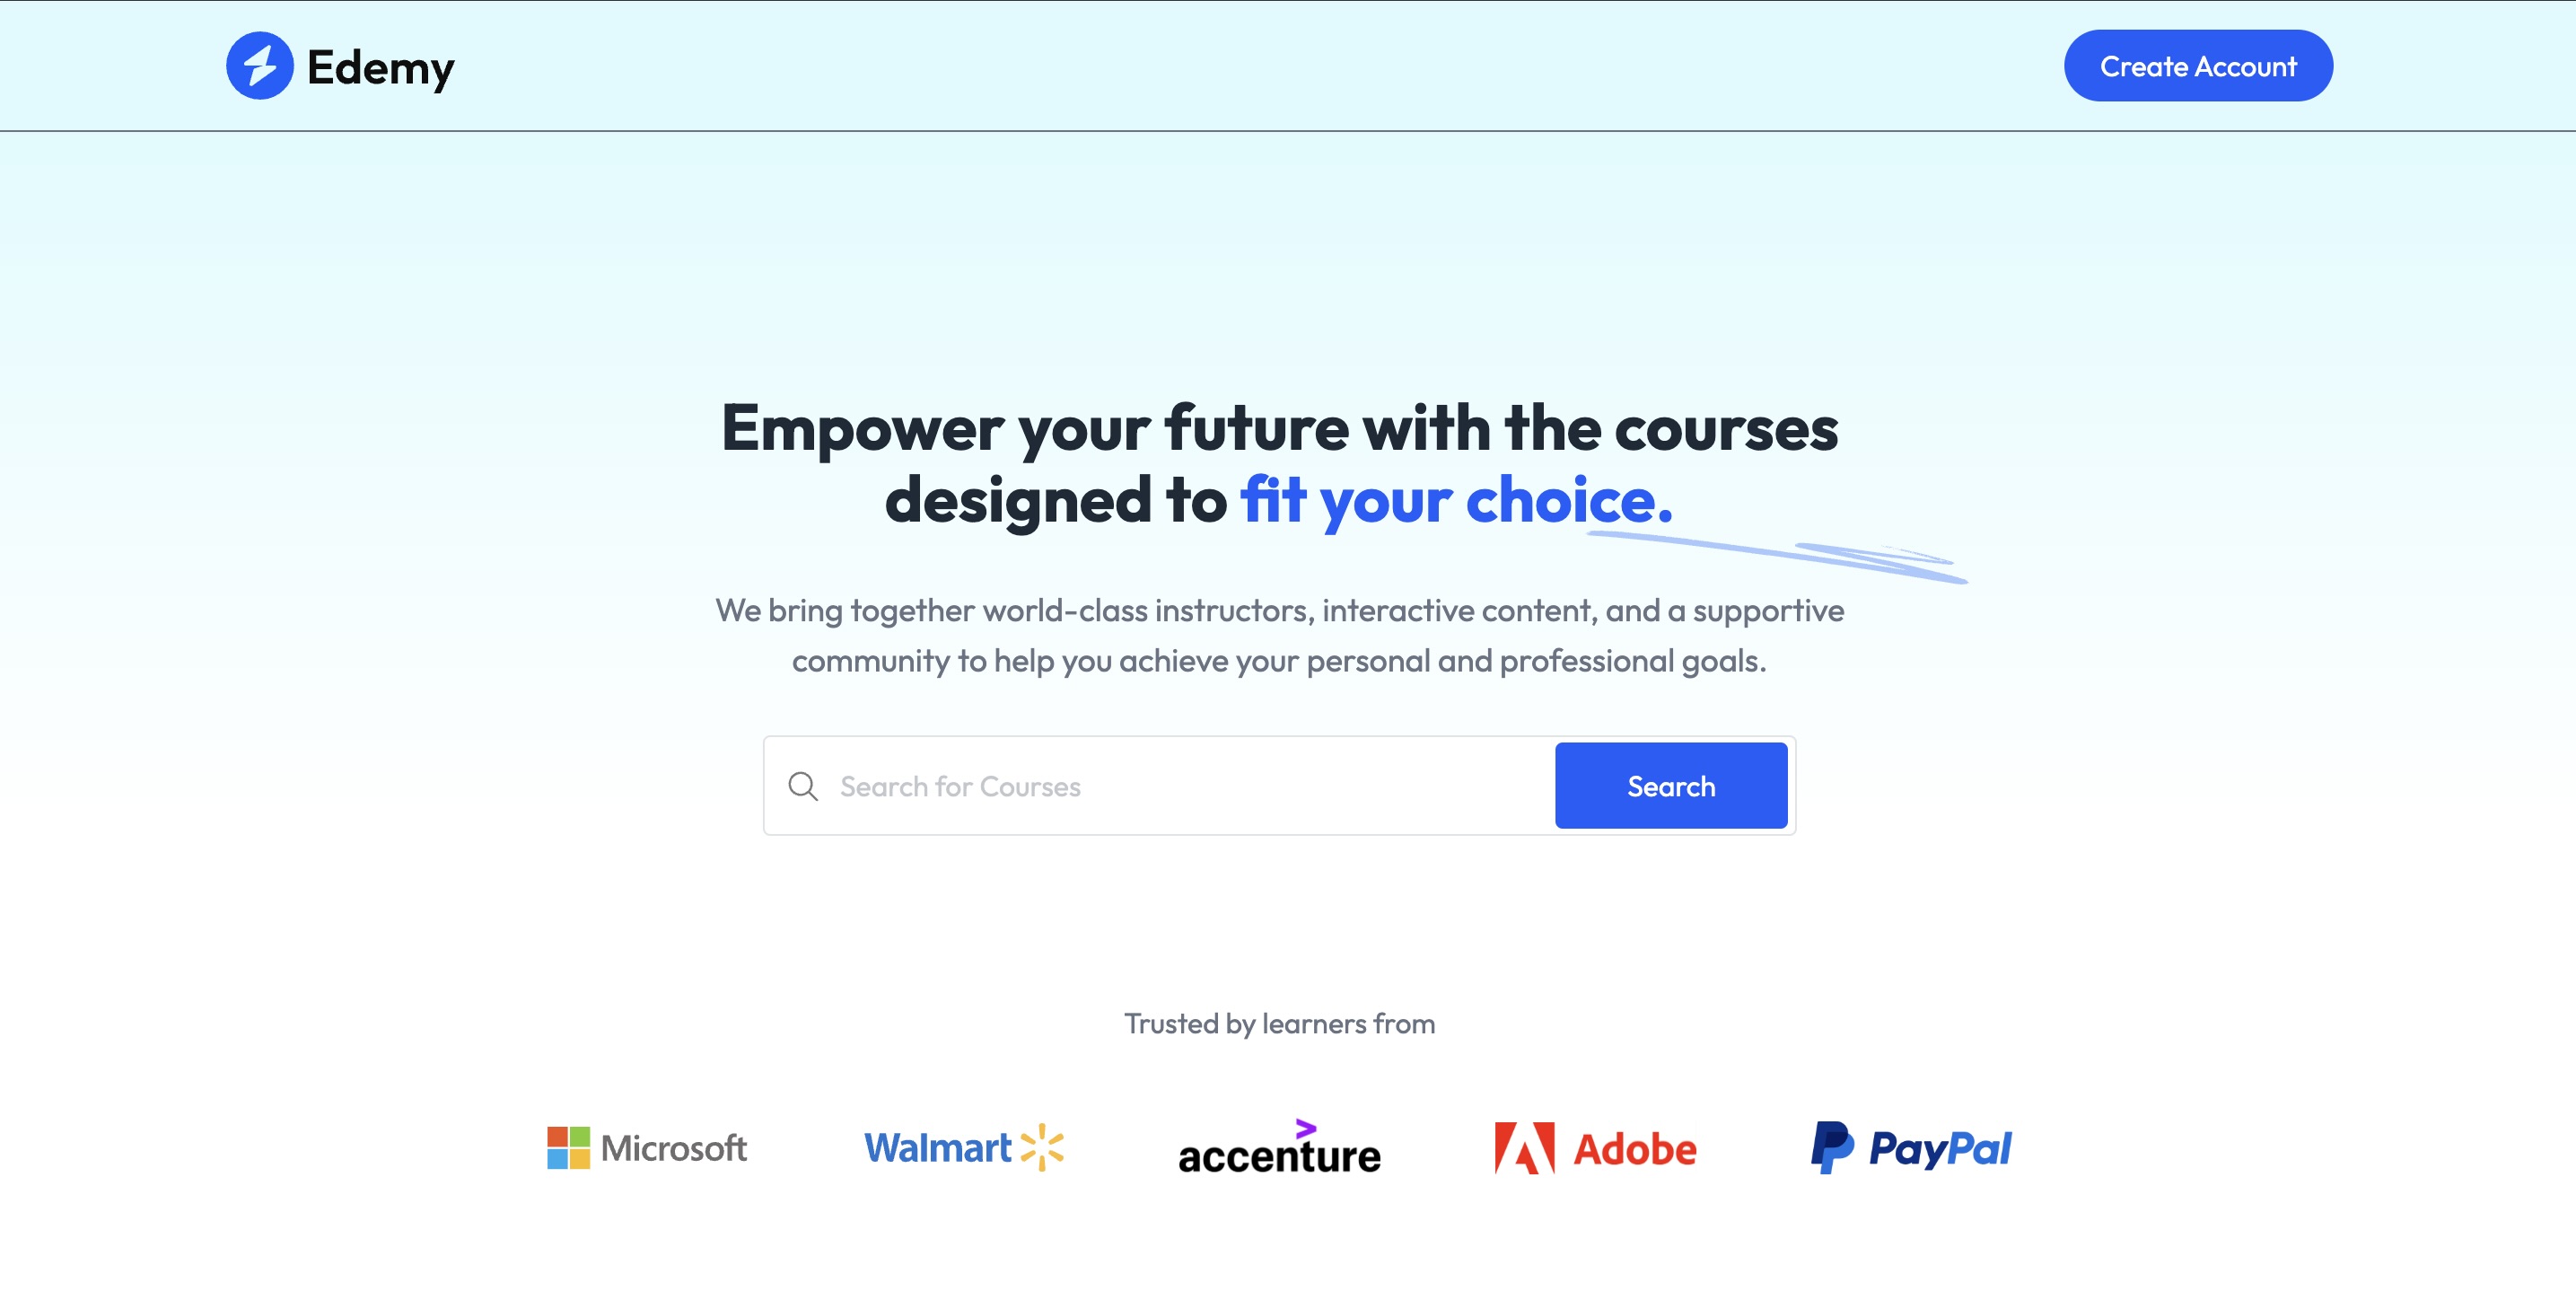 Edemy
Create Account
Empower your future with the courses
designed to fit your choice.
We bring together world-class instructors, interactive content, and a supportive
community to help you achieve your personal and professional goals.
Search for Courses
Search
Trusted by learners from
Microsoft
Walmart
accenture
Adobe
PayPal